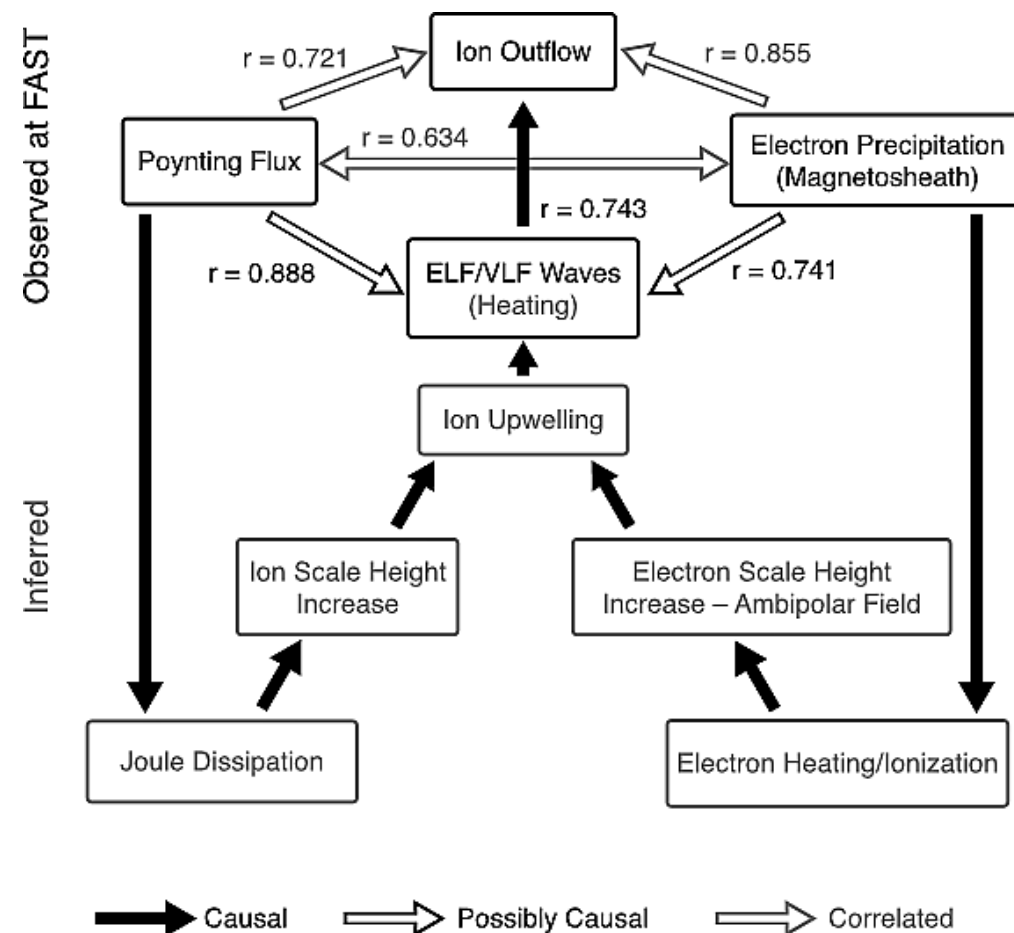 Observed at FAST
Inferred
Ion Outflow
r = 0.721
r = 0.855
Poynting Flux
r = 0.634
Electron Precipitation
(Magnetosheath)
r = 0.743
r = 0.888
ELF/VLF Waves
(Heating)
r = 0.741
Ion Upwelling
Ion Scale Height
Increase
Electron Scale Height
Increase – Ambipolar Field
Joule Dissipation
Electron Heating/Ionization
Causal
Possibly Causal
Correlated